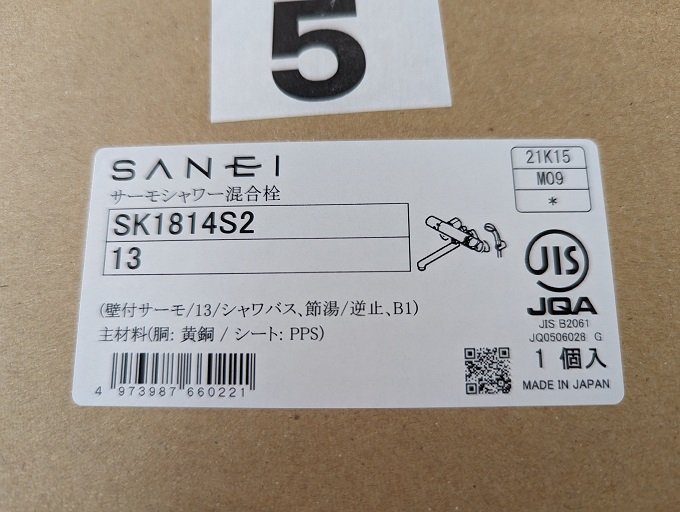 5
SANEI
サーモシャワー混合栓
SK1814S2
13
21K15
M09
*
(壁付サーモ/13/シャワバス、節湯/逆止、B1)
主材料(胴: 黄銅 / シート: PPS)
4 973987 660221
JIS
JQA
JIS B2061
JQ0506028 G
1 個入
MADE IN JAPAN